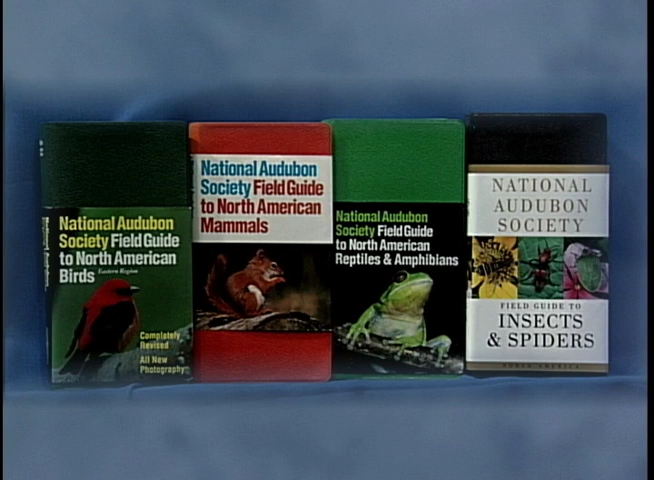 National Audubon
Society Field Guide
to North American
Birds Eastern Region
Completely
Revised
All New
Photography
National Audubon
Society Field Guide
to North American
Mammals
National Audubon
Society Field Guide
to North American
Reptiles & Amphibians
NATIONAL
AUDUBON
SOCIETY
FIELD GUIDE TO
INSECTS
& SPIDERS
NORTH AMERICA